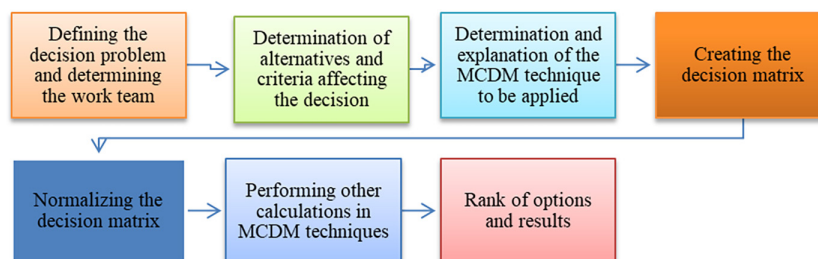 Defining the
decision problem
and determining
the work team
Determination of
alternatives and
criteria affecting
the decision
Determination and
explanation of the
MCDM technique
to be applied
Creating the
decision matrix
Normalizing the
decision matrix
Performing other
calculations in
MCDM techniques
Rank of options
and results